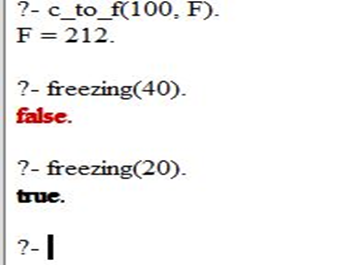 ?- c_to_f(100, F).
F = 212.
?- freezing(40).
false.
?- freezing(20).
true.
?-